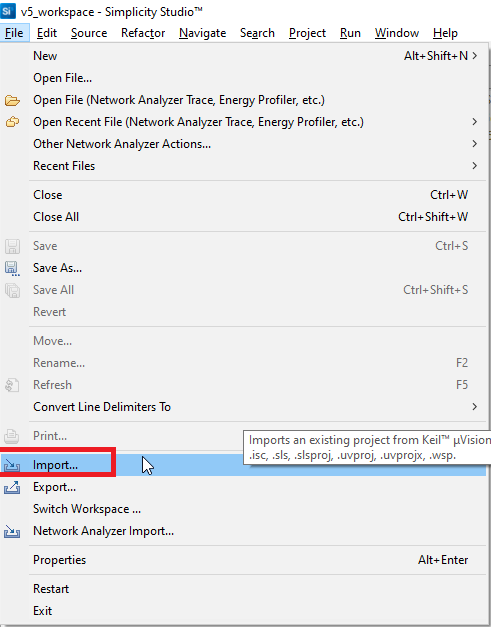 Si v5_workspace - Simplicity Studio™
File Edit Source Refactor Navigate Search Project Run Window Help
New Alt+Shift+N >
Open File...
Open File (Network Analyzer Trace, Energy Profiler, etc.)
Open Recent File (Network Analyzer Trace, Energy Profiler, etc.) >
Other Network Analyzer Actions... >
Recent Files >
Close Ctrl+W
Close All Ctrl+Shift+W
Save Ctrl+S
Save As...
Save All Ctrl+Shift+S
Revert
Move...
Rename... F2
Refresh F5
Convert Line Delimiters To >
Print...
Imports an existing project from Keil™ µVision
.isc, .sls, .slsproj, .uvproj, .uvprojx, .wsp.
Import...
Export...
Switch Workspace ...
Network Analyzer Import...
Properties Alt+Enter
Restart
Exit